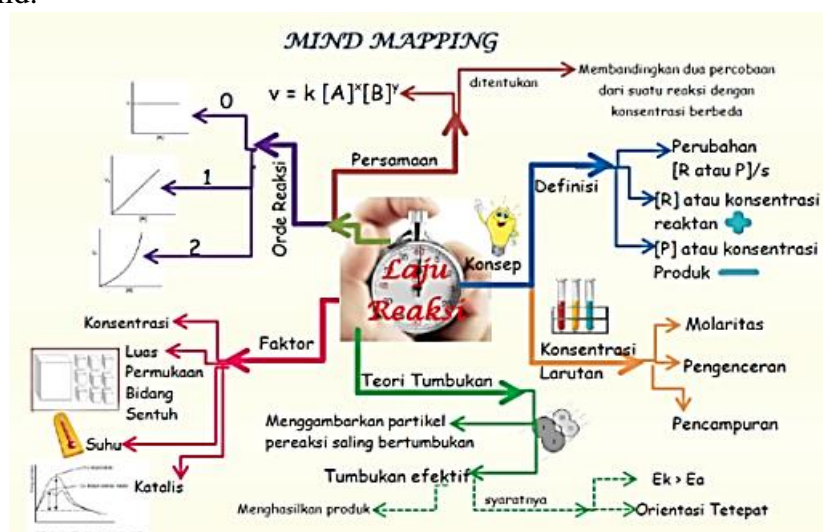 MIND MAPPING
v = k [A]ˣ[B]ʸ
ditentukan
Membandingkan dua percobaan
dari suatu reaksi dengan
konsentrasi berbeda
Persamaan
Orde Reaksi
0
1
2
Laju
Reaksi
Konsep
Definisi
Perubahan
[R atau P]/s
[R] atau konsentrasi
reaktan
[P] atau konsentrasi
Produk
Konsentrasi
Larutan
Molaritas
Pengenceran
Pencampuran
Faktor
Konsentrasi
Luas
Permukaan
Bidang
Sentuh
Suhu
Katalis
Teori Tumbukan
Menggambarkan partikel
pereaksi saling bertumbukan
Tumbukan efektif
Menghasilkan produk
syaratnya
Ek > Ea
Orientasi Tetepat